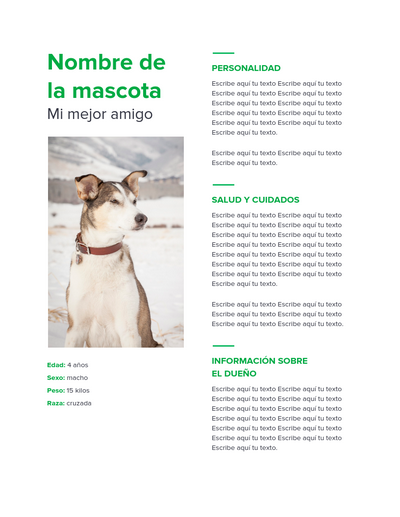 Nombre de
la mascota
Mi mejor amigo
Edad: 4 años
Sexo: macho
Peso: 15 kilos
Raza: cruzada
PERSONALIDAD
Escribe aquí tu texto Escribe aquí tu texto
Escribe aquí tu texto Escribe aquí tu texto
Escribe aquí tu texto Escribe aquí tu texto
Escribe aquí tu texto Escribe aquí tu texto
Escribe aquí tu texto Escribe aquí tu texto
Escribe aquí tu texto.
Escribe aquí tu texto Escribe aquí tu texto
Escribe aquí tu texto.
SALUD Y CUIDADOS
Escribe aquí tu texto Escribe aquí tu texto
Escribe aquí tu texto Escribe aquí tu texto
Escribe aquí tu texto Escribe aquí tu texto
Escribe aquí tu texto Escribe aquí tu texto
Escribe aquí tu texto Escribe aquí tu texto
Escribe aquí tu texto Escribe aquí tu texto
Escribe aquí tu texto Escribe aquí tu texto
Escribe aquí tu texto.
Escribe aquí tu texto Escribe aquí tu texto
Escribe aquí tu texto Escribe aquí tu texto
Escribe aquí tu texto Escribe aquí tu texto.
INFORMACIÓN SOBRE
EL DUEÑO
Escribe aquí tu texto Escribe aquí tu texto
Escribe aquí tu texto Escribe aquí tu texto
Escribe aquí tu texto Escribe aquí tu texto
Escribe aquí tu texto Escribe aquí tu texto
Escribe aquí tu texto Escribe aquí tu texto
Escribe aquí tu texto Escribe aquí tu texto
Escribe aquí tu texto.